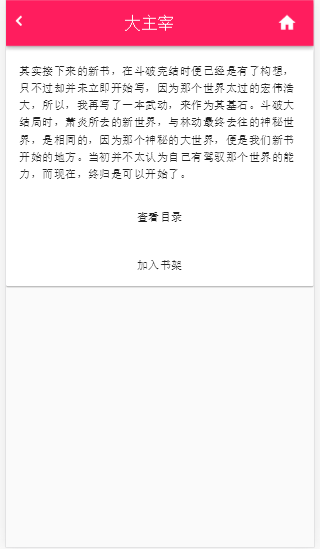 大主宰
其实接下来的新书，在斗破完结时便已经是有了构想，
只不过却并未立即开始写，因为那个世界太过的宏伟浩
大，所以，我再写了一本武动，来作为其基石。斗破大
结局时，萧炎所去的新世界，与林动最终去往的神秘世
界，是相同的，因为那个神秘的大世界，便是我们新书
开始的地方。当初并不太认为自己有驾驭那个世界的能
力，而现在，终归是可以开始了。
查看目录
加入书架